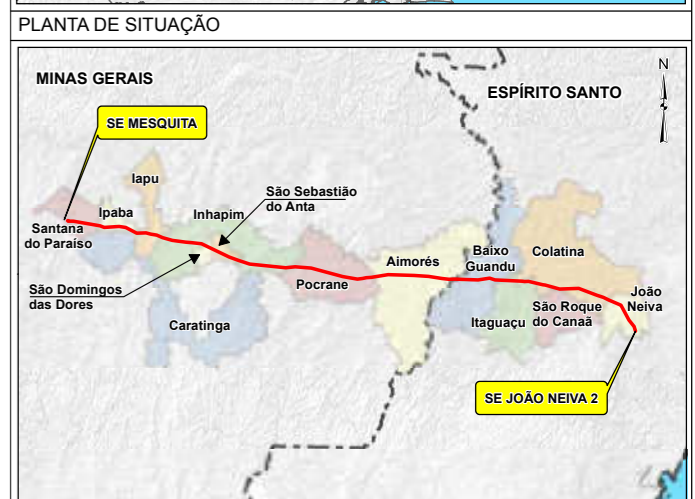 PLANTA DE SITUAÇÃO
MINAS GERAIS
N
ESPÍRITO SANTO
SE MESQUITA
Iapu
São Sebastião
do Anta
Ipaba
Inhapim
Santana
do Paraíso
Aimorés
Baixo
Guandu
Colatina
São Domingos
das Dores
Pocrane
João
Neiva
São Roque
do Canaã
Caratinga
Itaguaçu
SE JOÃO NEIVA 2